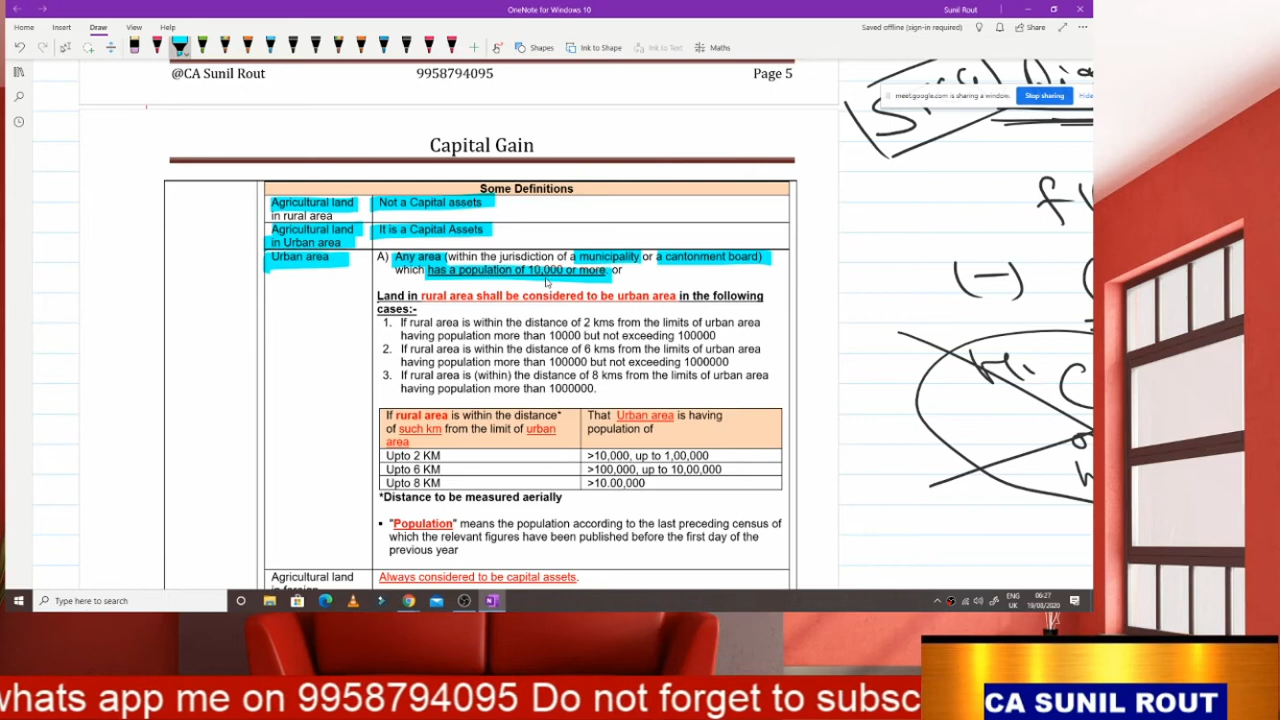 OneNote for Windows 10
Sunil Rout
Home Insert Draw View Help
Saved offline (sign-in required)
Share
Shapes
Ink to Shape
Ink to Text
Maths
@CA Sunil Rout 9958794095 Page 5
meet.google.com is sharing a window.
Stop sharing
Hide
Capital Gain
Some Definitions
Agricultural land
in rural area
Not a Capital assets
Agricultural land
in Urban area
It is a Capital Assets
Urban area
A) Any area (within the jurisdiction of a municipality or a cantonment board)
which has a population of 10,000 or more, or
Land in rural area shall be considered to be urban area in the following
cases:-
1. If rural area is within the distance of 2 kms from the limits of urban area
having population more than 10000 but not exceeding 100000
2. If rural area is within the distance of 6 kms from the limits of urban area
having population more than 100000 but not exceeding 1000000
3. If rural area is (within) the distance of 8 kms from the limits of urban area
having population more than 1000000.
If rural area is within the distance*
of such km from the limit of urban
area
That Urban area is having
population of
Upto 2 KM >10,000, up to 1,00,000
Upto 6 KM >100,000, up to 10,00,000
Upto 8 KM >10.00,000
*Distance to be measured aerially
▪ "Population" means the population according to the last preceding census of
which the relevant figures have been published before the first day of the
previous year
Agricultural land
in foreign
Always considered to be capital assets.
(-)
Type here to search
ENG
UK
06:27
19/08/2020
whats app me on 9958794095 Do not forget to subsc
CA SUNIL ROUT